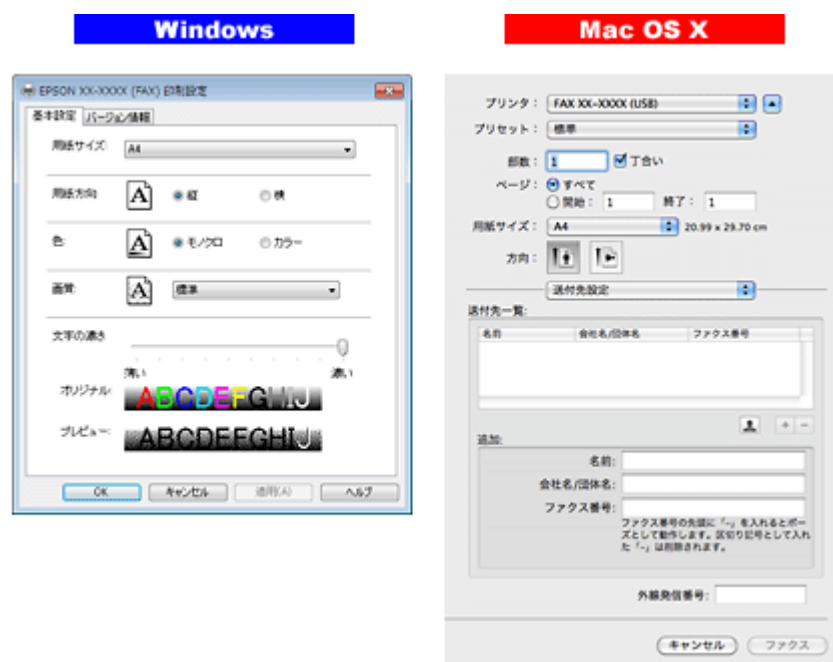 Windows
EPSON XX-XXXX (FAX) 印刷設定
基本設定 バージョン情報
用紙サイズ: A4
用紙方向: A 縦 横
色: A モノクロ カラー
画質: A 標準
文字の濃さ
薄い 濃い
オリジナル: ABCDEFGHIJ
プレビュー: ABCDEFGHIJ
OK キャンセル 適用(A) ヘルプ
Mac OS X
プリンタ: FAX XX-XXXX (USB)
プリセット: 標準
部数: 1 丁合い
ページ: すべて
開始: 1 終了: 1
用紙サイズ: A4 20.99 x 29.70 cm
方向:
送付先設定
送付先一覧:
名前 会社名/団体名 ファクス番号
+ -
追加:
名前:
会社名/団体名:
ファクス番号:
ファクス番号の先頭に「-」を入れるとポー
ズとして動作します。区切り記号として入れ
た「-」は削除されます。
外線発信番号:
キャンセル ファクス